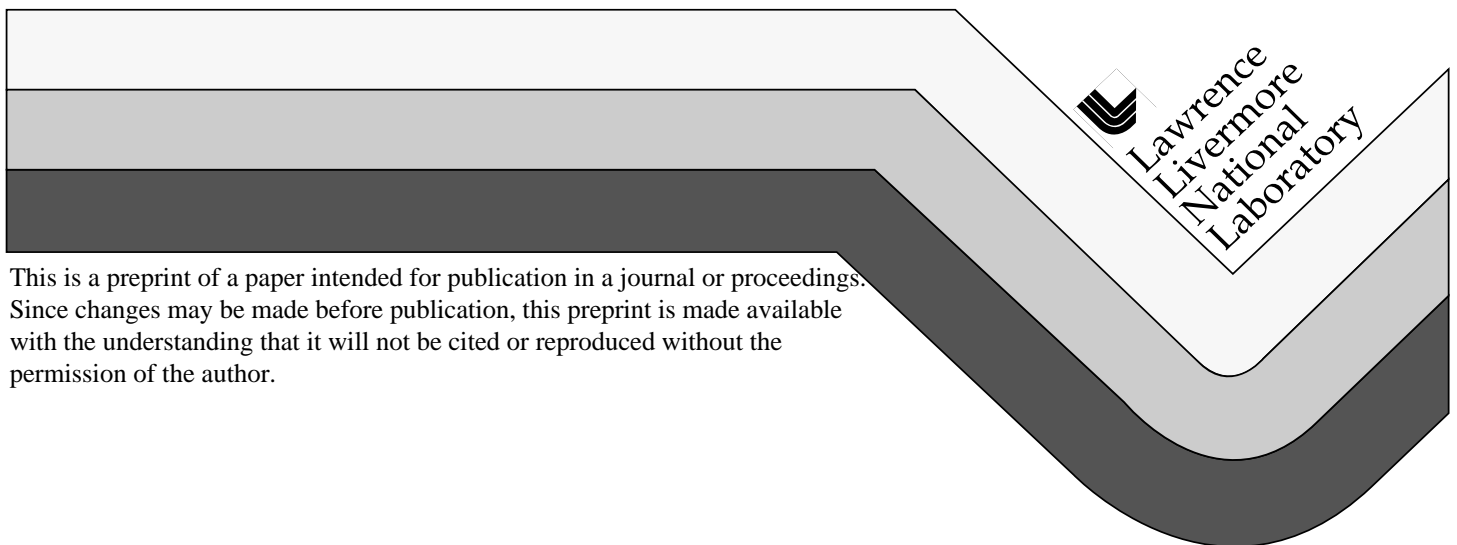 Lawrence
Livermore
National
Laboratory
This is a preprint of a paper intended for publication in a journal or proceedings.
Since changes may be made before publication, this preprint is made available
with the understanding that it will not be cited or reproduced without the
permission of the author.